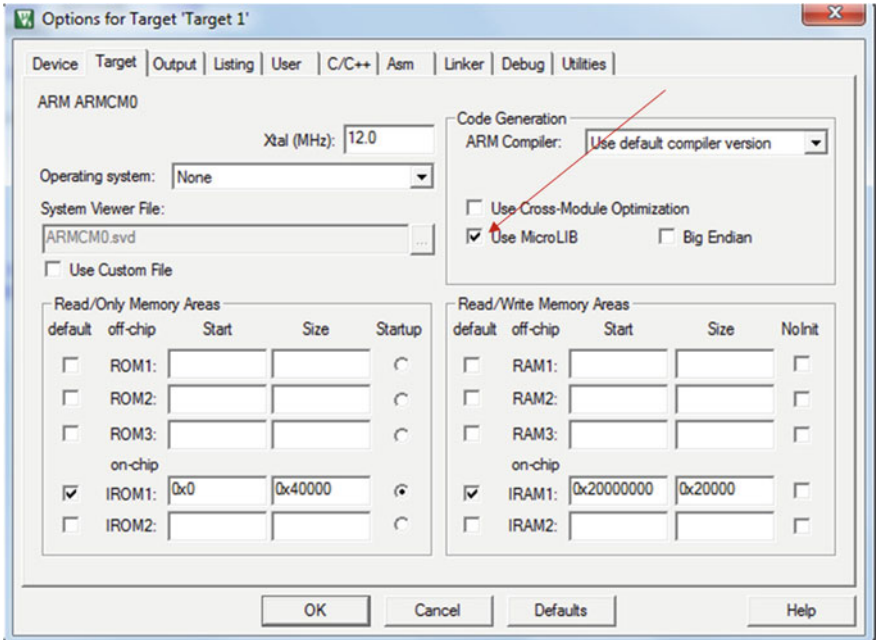 Options for Target 'Target 1'
Device Target Output Listing User C/C++ Asm Linker Debug Utilities
ARM ARMCM0
Xtal (MHz): 12.0
Operating system: None
System Viewer File:
ARMCM0.svd ...
Use Custom File
Code Generation
ARM Compiler: Use default compiler version
Use Cross-Module Optimization
Use MicroLIB Big Endian
Read/Only Memory Areas
default off-chip Start Size Startup
ROM1:
ROM2:
ROM3:
on-chip
IROM1: 0x0 0x40000
IROM2:
Read/Write Memory Areas
default off-chip Start Size NoInit
RAM1:
RAM2:
RAM3:
on-chip
IRAM1: 0x20000000 0x20000
IRAM2:
OK Cancel Defaults Help